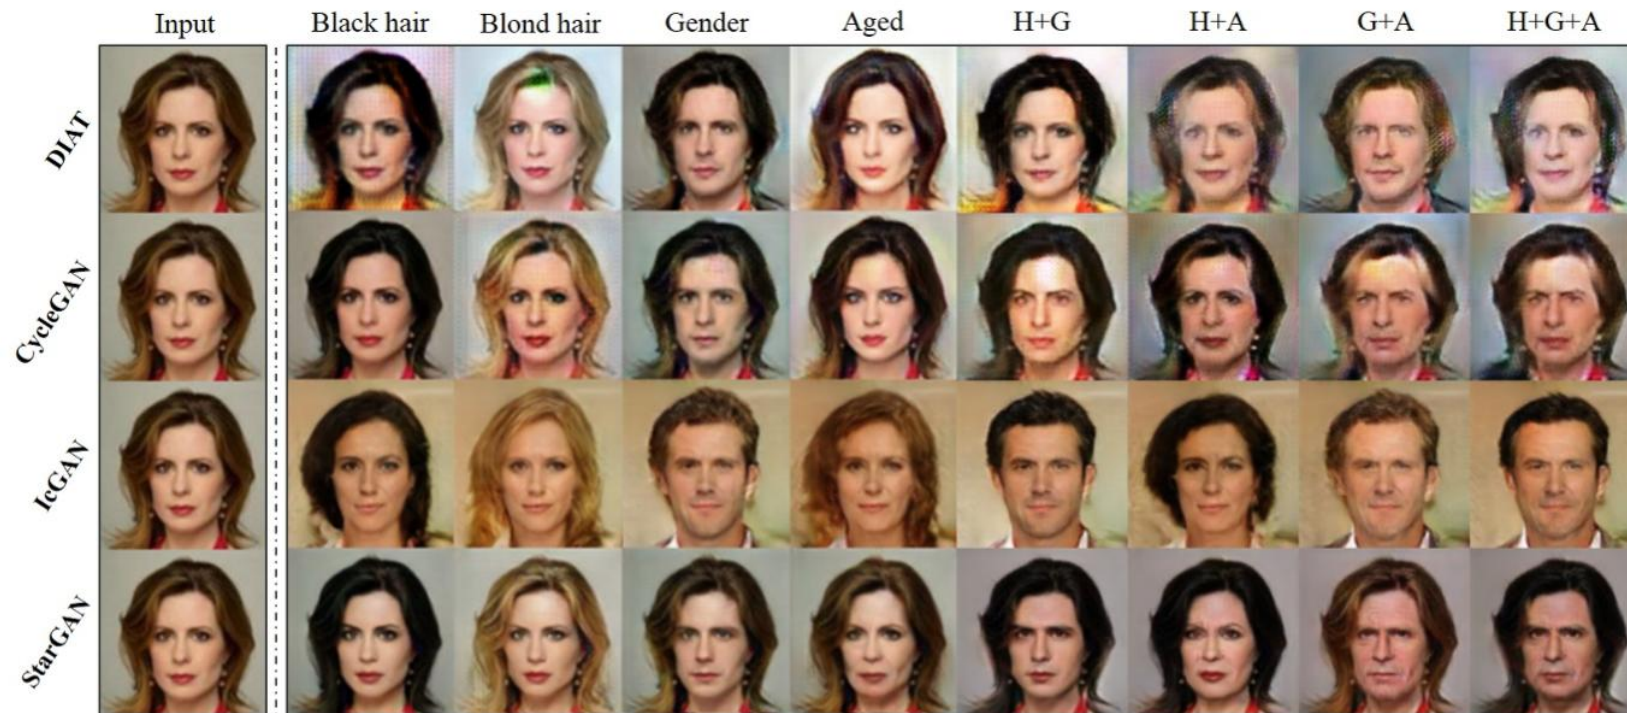 Input Black hair Blond hair Gender Aged H+G H+A G+A H+G+A
DIAT
CycleGAN
IcGAN
StarGAN